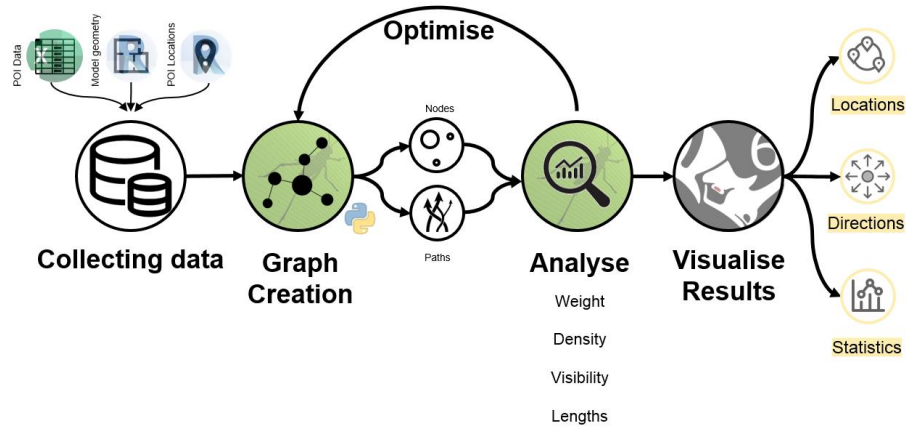 POI Data
Model geometry
POI Locations
Optimise
Nodes
Paths
Collecting data
Graph
Creation
Analyse
Weight
Density
Visibility
Lengths
Visualise
Results
Locations
Directions
Statistics